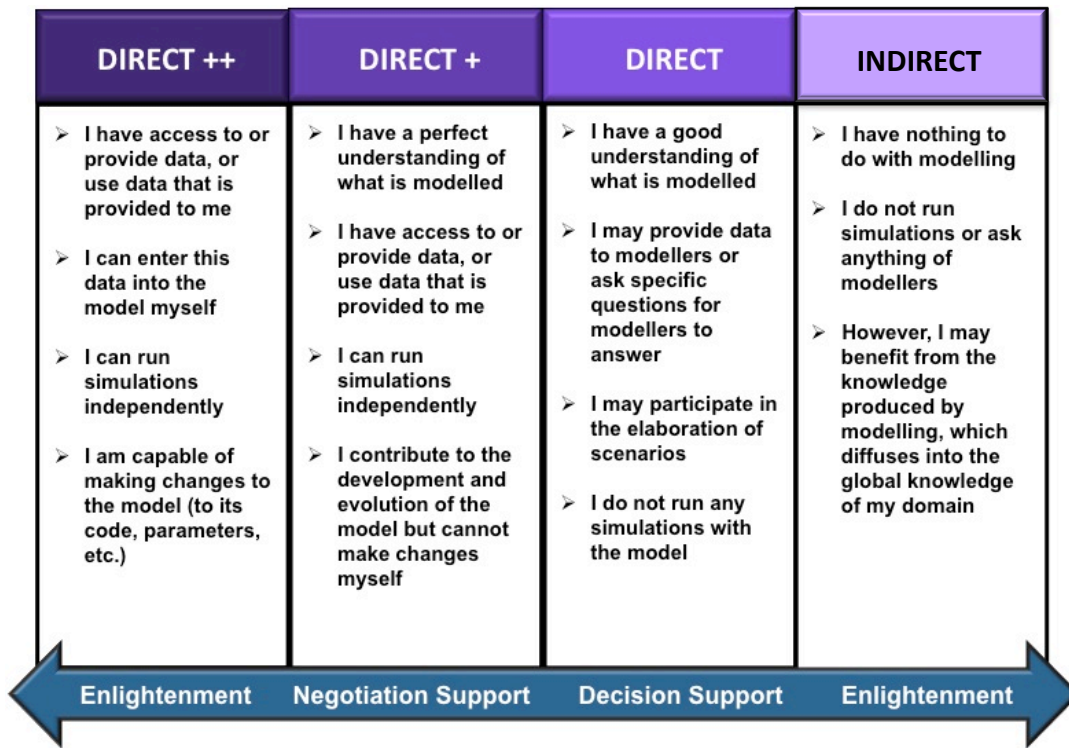 DIRECT ++
➢ I have access to or
provide data, or
use data that is
provided to me
➢ I can enter this
data into the
model myself
➢ I can run
simulations
independently
➢ I am capable of
making changes to
the model (to its
code, parameters,
etc.)
DIRECT +
➢ I have a perfect
understanding of
what is modelled
➢ I have access to or
provide data, or
use data that is
provided to me
➢ I can run
simulations
independently
➢ I contribute to the
development and
evolution of the
model but cannot
make changes
myself
DIRECT
➢ I have a good
understanding of
what is modelled
➢ I may provide data
to modellers or
ask specific
questions for
modellers to
answer
➢ I may participate in
the elaboration of
scenarios
➢ I do not run any
simulations with
the model
INDIRECT
➢ I have nothing to
do with modelling
➢ I do not run
simulations or ask
anything of
modellers
➢ However, I may
benefit from the
knowledge
produced by
modelling, which
diffuses into the
global knowledge
of my domain
Enlightenment Negotiation Support Decision Support Enlightenment